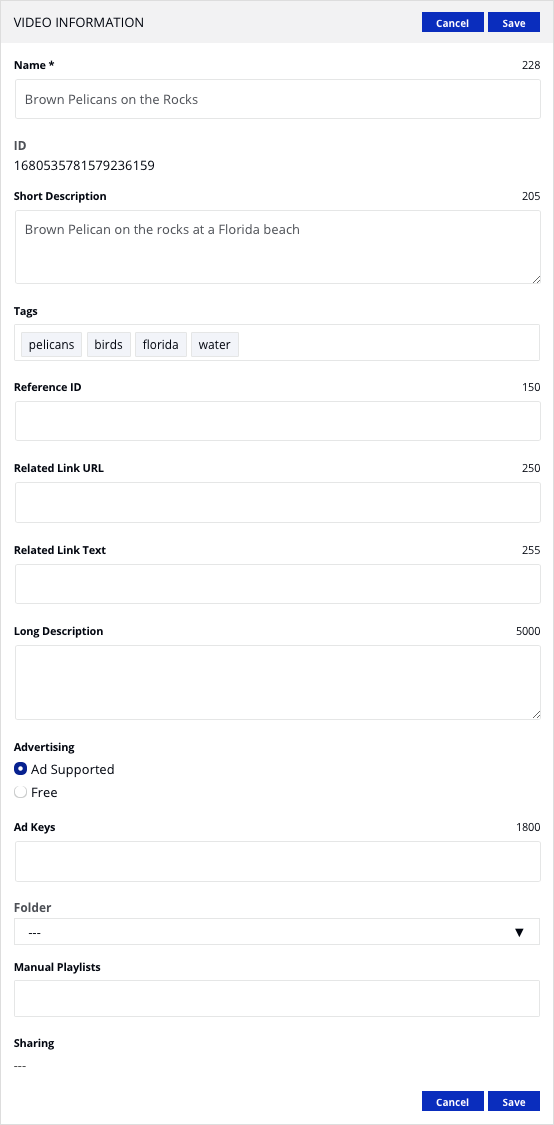 VIDEO INFORMATION Cancel Save
Name * 228
Brown Pelicans on the Rocks
ID
1680535781579236159
Short Description 205
Brown Pelican on the rocks at a Florida beach
Tags
pelicans birds florida water
Reference ID 150
Related Link URL 250
Related Link Text 255
Long Description 5000
Advertising
Ad Supported
Free
Ad Keys 1800
Folder
--- ▼
Manual Playlists
Sharing
---
Cancel Save